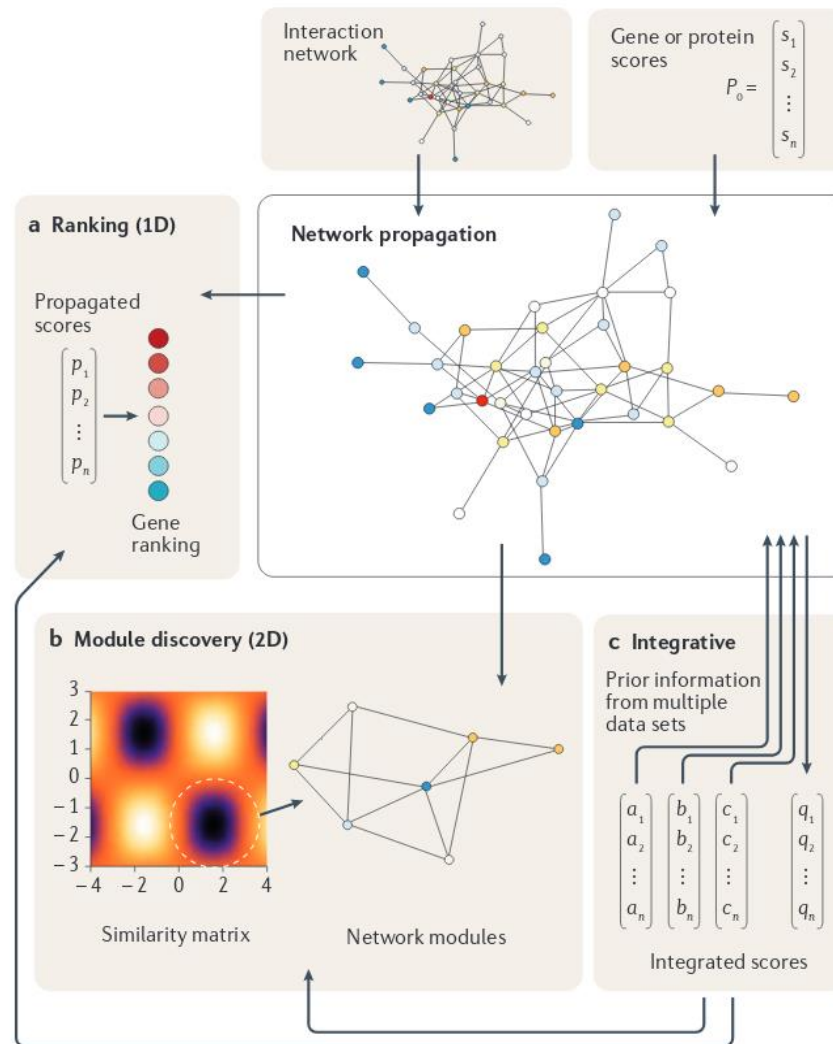 Interaction
network
Gene or protein
scores
P₀ =
s₁
s₂
⋮
sₙ
a Ranking (1D)
Propagated
scores
p₁
p₂
⋮
pₙ
Gene
ranking
Network propagation
b Module discovery (2D)
3
2
1
0
−1
−2
−3
−4 −2 0 2 4
Similarity matrix
Network modules
c Integrative
Prior information
from multiple
data sets
a₁ b₁ c₁ q₁
a₂ b₂ c₂ q₂
⋮ ⋮ ⋮ ⋮
aₙ bₙ cₙ qₙ
Integrated scores